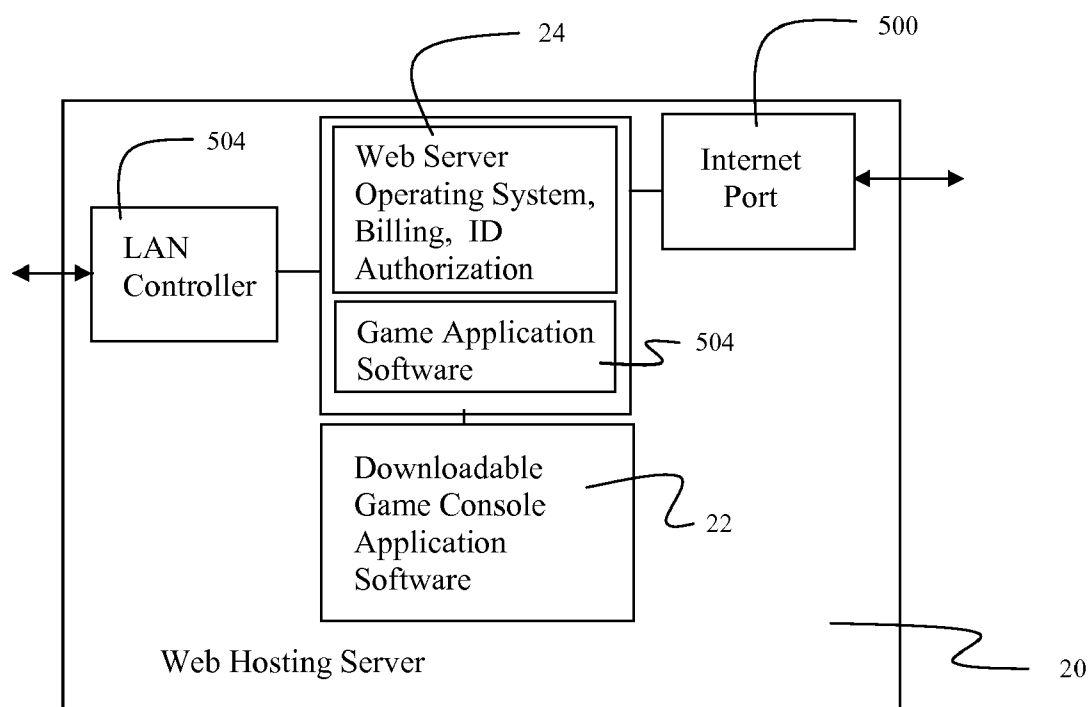 24
500
504
Web Server
Operating System,
Billing, ID
Authorization
Internet
Port
LAN
Controller
Game Application
Software
504
Downloadable
Game Console
Application
Software
22
Web Hosting Server
20